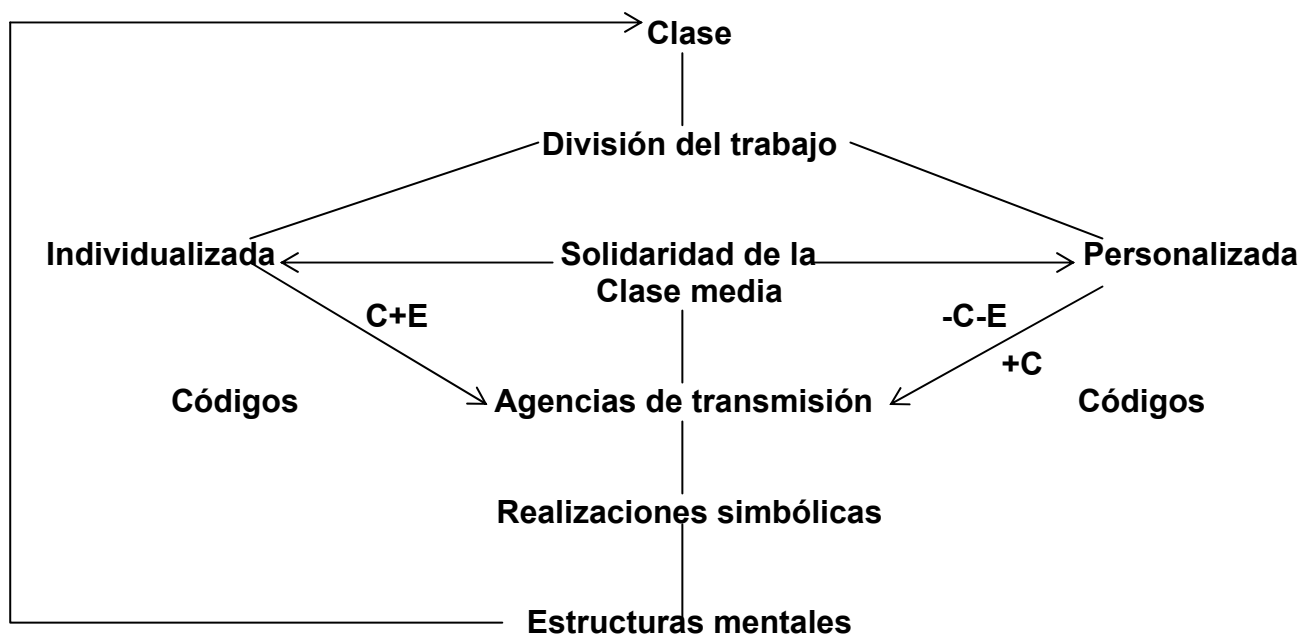 Clase
División del trabajo
Individualizada
Solidaridad de la
Clase media
Personalizada
C+E
-C-E
+C
Códigos
Agencias de transmisión
Códigos
Realizaciones simbólicas
Estructuras mentales